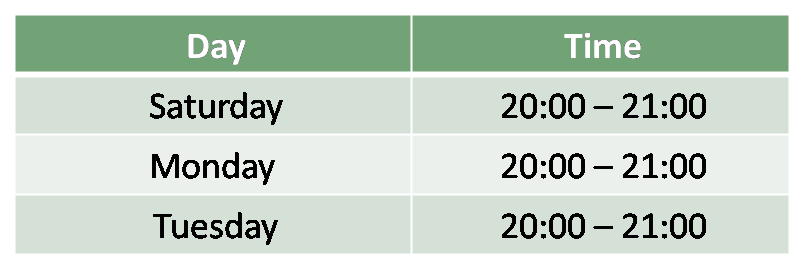 Day Time
Saturday 20:00 – 21:00
Monday 20:00 – 21:00
Tuesday 20:00 – 21:00